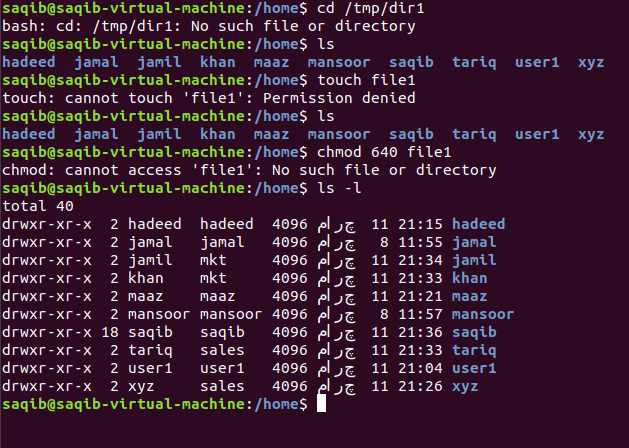 saqib@saqib-virtual-machine:/home$ cd /tmp/dir1
bash: cd: /tmp/dir1: No such file or directory
saqib@saqib-virtual-machine:/home$ ls
hadeed  jamal  jamil  khan  maaz  mansoor  saqib  tariq  user1  xyz
saqib@saqib-virtual-machine:/home$ touch file1
touch: cannot touch 'file1': Permission denied
saqib@saqib-virtual-machine:/home$ ls
hadeed  jamal  jamil  khan  maaz  mansoor  saqib  tariq  user1  xyz
saqib@saqib-virtual-machine:/home$ chmod 640 file1
chmod: cannot access 'file1': No such file or directory
saqib@saqib-virtual-machine:/home$ ls -l
total 40
drwxr-xr-x  2 hadeed  hadeed  4096 چرام  11 21:15 hadeed
drwxr-xr-x  2 jamal   jamal   4096 چرام   8 11:55 jamal
drwxr-xr-x  2 jamil   mkt     4096 چرام  11 21:34 jamil
drwxr-xr-x  2 khan    mkt     4096 چرام  11 21:33 khan
drwxr-xr-x  2 maaz    maaz    4096 چرام  11 21:21 maaz
drwxr-xr-x  2 mansoor mansoor 4096 چرام   8 11:57 mansoor
drwxr-xr-x 18 saqib   saqib   4096 چرام  11 21:36 saqib
drwxr-xr-x  2 tariq   sales   4096 چرام  11 21:33 tariq
drwxr-xr-x  2 user1   user1   4096 چرام  11 21:04 user1
drwxr-xr-x  2 xyz     sales   4096 چرام  11 21:26 xyz
saqib@saqib-virtual-machine:/home$